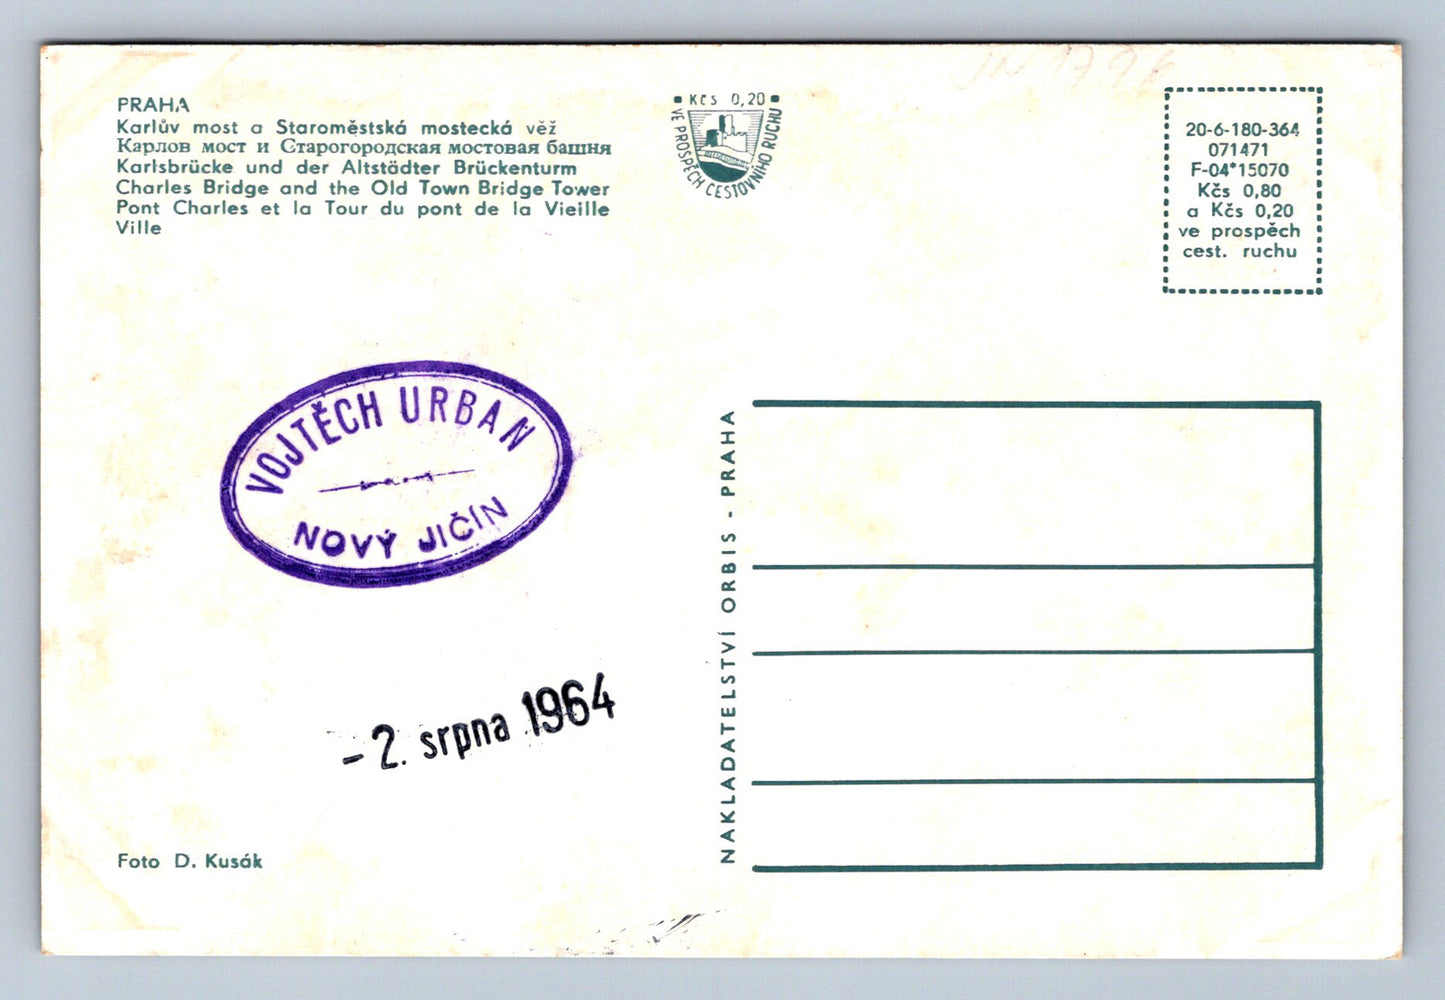 PRAHA
Karlův most a Staroměstská mostecká věž
Карлов мост и Старогородская мостовая башня
Karlsbrücke und der Altstädter Brückenturm
Charles Bridge and the Old Town Bridge Tower
Pont Charles et la Tour du pont de la Vieille
Ville
Kčs 0,20
VE PROSPĚCH CESTOVNÍHO RUCHU
20-6-180-364
071471
F-04*15070
Kčs 0,80
a Kčs 0,20
ve prospěch
cest. ruchu
VOJTĚCH URBAN
NOVÝ JIČÍN
-2. srpna 1964
NAKLADATELSTVÍ ORBIS - PRAHA
Foto D. Kusák